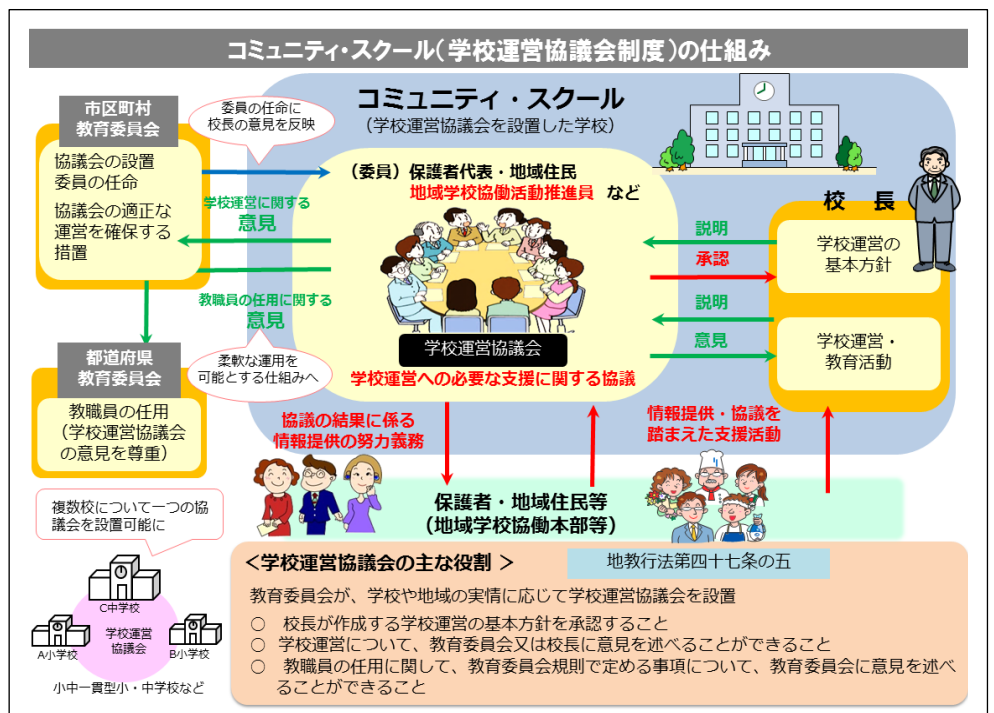 コミュニティ・スクール(学校運営協議会制度)の仕組み
市区町村
教育委員会
協議会の設置
委員の任命
協議会の適正な
運営を確保する
措置
委員の任命に
校長の意見を反映
コミュニティ・スクール
(学校運営協議会を設置した学校)
(委員)保護者代表・地域住民
地域学校協働活動推進員 など
学校運営に関する
意見
教職員の任用に関する
意見
柔軟な運用を
可能とする仕組みへ
学校運営協議会
学校運営への必要な支援に関する協議
校 長
説明
承認
学校運営の
基本方針
説明
意見
学校運営・
教育活動
都道府県
教育委員会
教職員の任用
(学校運営協議会
の意見を尊重)
協議の結果に係る
情報提供の努力義務
情報提供・協議を
踏まえた支援活動
保護者・地域住民等
(地域学校協働本部等)
複数校について一つの協
議会を設置可能に
C中学校
学校運営
協議会
A小学校
B小学校
小中一貫型小・中学校など
<学校運営協議会の主な役割 >
地教行法第四十七条の五
教育委員会が、学校や地域の実情に応じて学校運営協議会を設置
○ 校長が作成する学校運営の基本方針を承認すること
○ 学校運営について、教育委員会又は校長に意見を述べることができること
○ 教職員の任用に関して、教育委員会規則で定める事項について、教育委員会に意見を述べ
ることができること